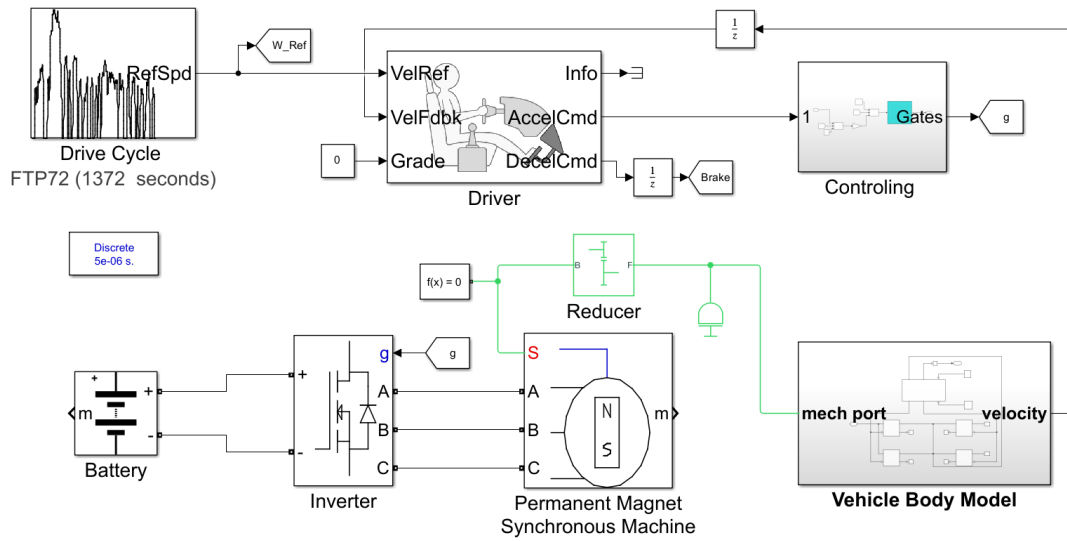 RefSpd
Drive Cycle
FTP72 (1372 seconds)
W_Ref
VelRef
VelFdbk
Grade
0
Info
AccelCmd
DecelCmd
Driver
1
z
1
z
Brake
1
Gates
Controling
g
Discrete
5e-06 s.
f(x) = 0
B
F
Reducer
+
m
+
-
Battery
+
-
g
A
B
C
Inverter
g
S
A
B
C
N
S
m
Permanent Magnet
Synchronous Machine
mech port
velocity
Vehicle Body Model